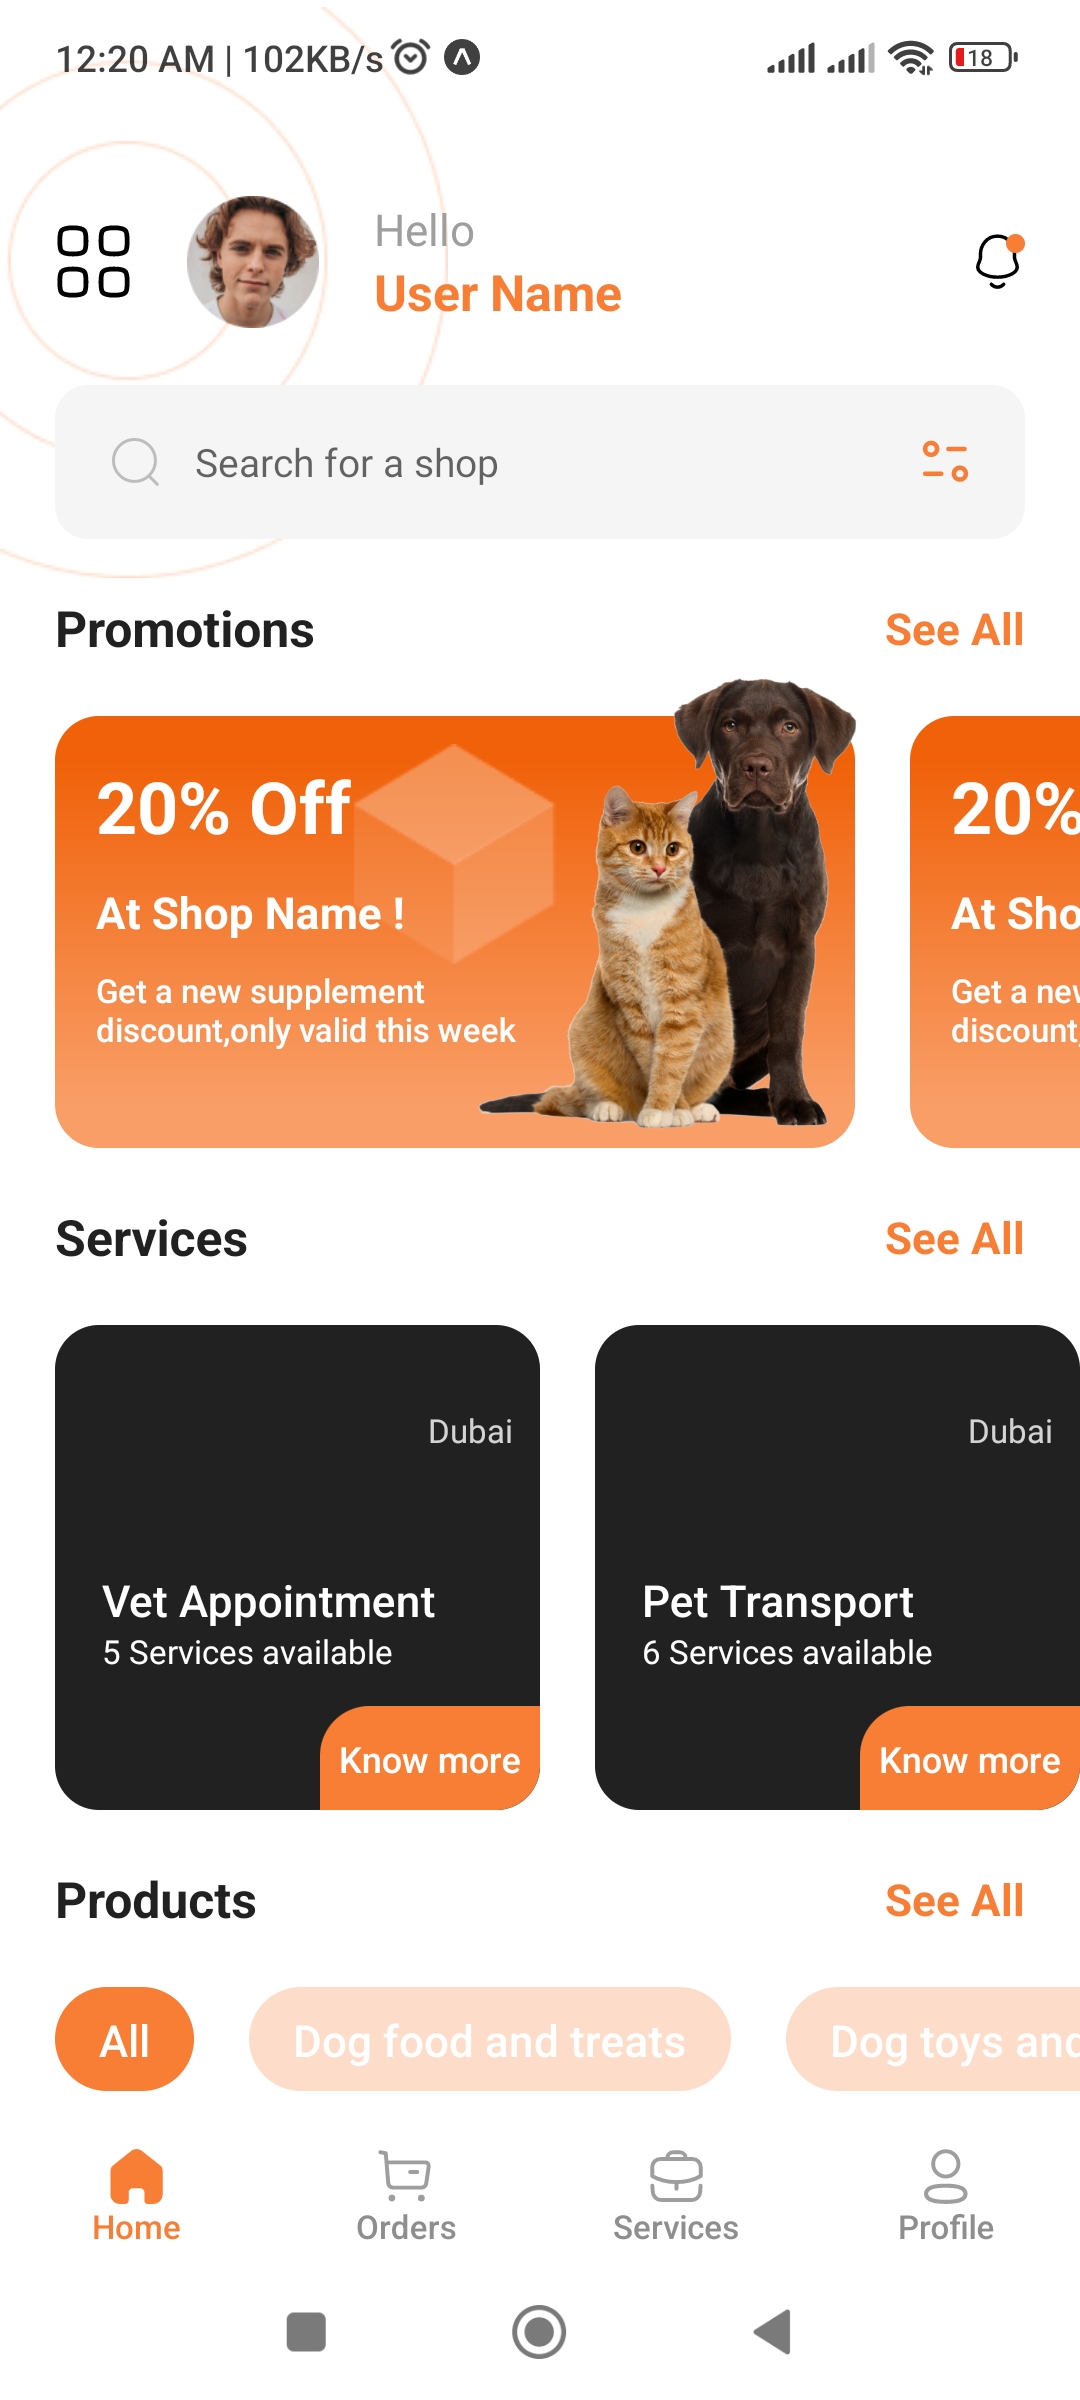 12:20 AM | 102KB/s
18
Hello
User Name
Search for a shop
Promotions
See All
20% Off
At Shop Name !
Get a new supplement
discount,only valid this week
20%
At Sho
Get a new
discount,
Services
See All
Dubai
Vet Appointment
5 Services available
Know more
Dubai
Pet Transport
6 Services available
Know more
Products
See All
All
Dog food and treats
Dog toys and
Home
Orders
Services
Profile